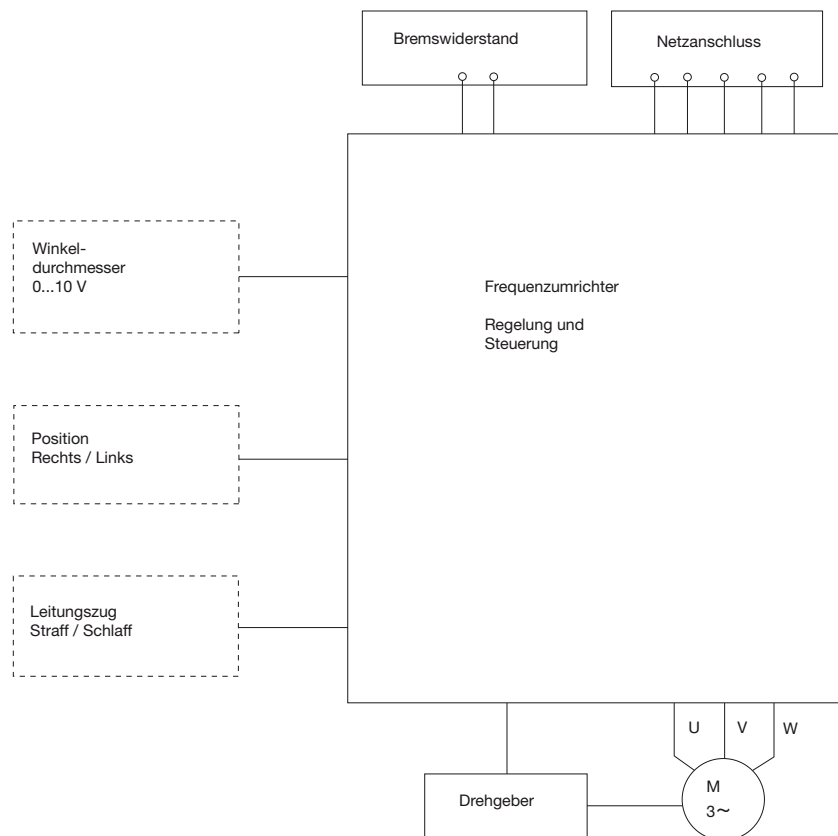 Bremswiderstand
Netzanschluss
Winkel-
durchmesser
0...10 V
Frequenzumrichter
Regelung und
Steuerung
Position
Rechts / Links
Leitungszug
Straff / Schlaff
U V W
Drehgeber
M
3~